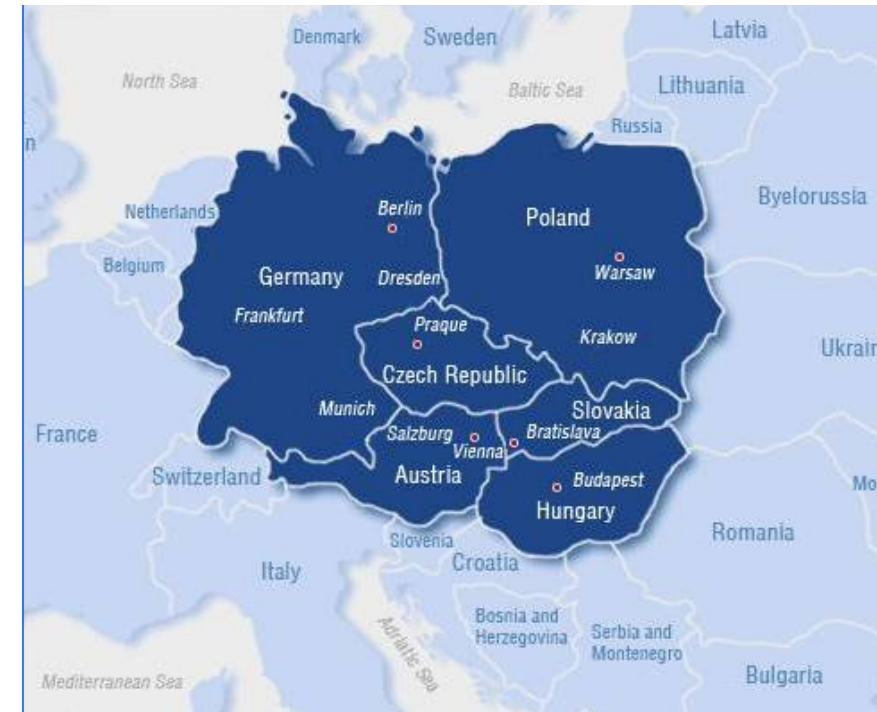 Denmark
Sweden
Latvia
North Sea
Baltic Sea
Lithuania
Russia
n
Byelorussia
Netherlands
Berlin
Poland
Belgium
Germany
Dresden
Warsaw
Frankfurt
Praque
Krakow
Ukrain
Czech Republic
Munich
Slovakia
France
Salzburg
Bratislava
Vienna
Switzerland
Austria
Budapest
Mo
Hungary
Slovenia
Romania
Croatia
Italy
Bosnia and
Herzegovina
Serbia and
Montenegro
Adriatic Sea
Bulgaria
Mediterranean Sea